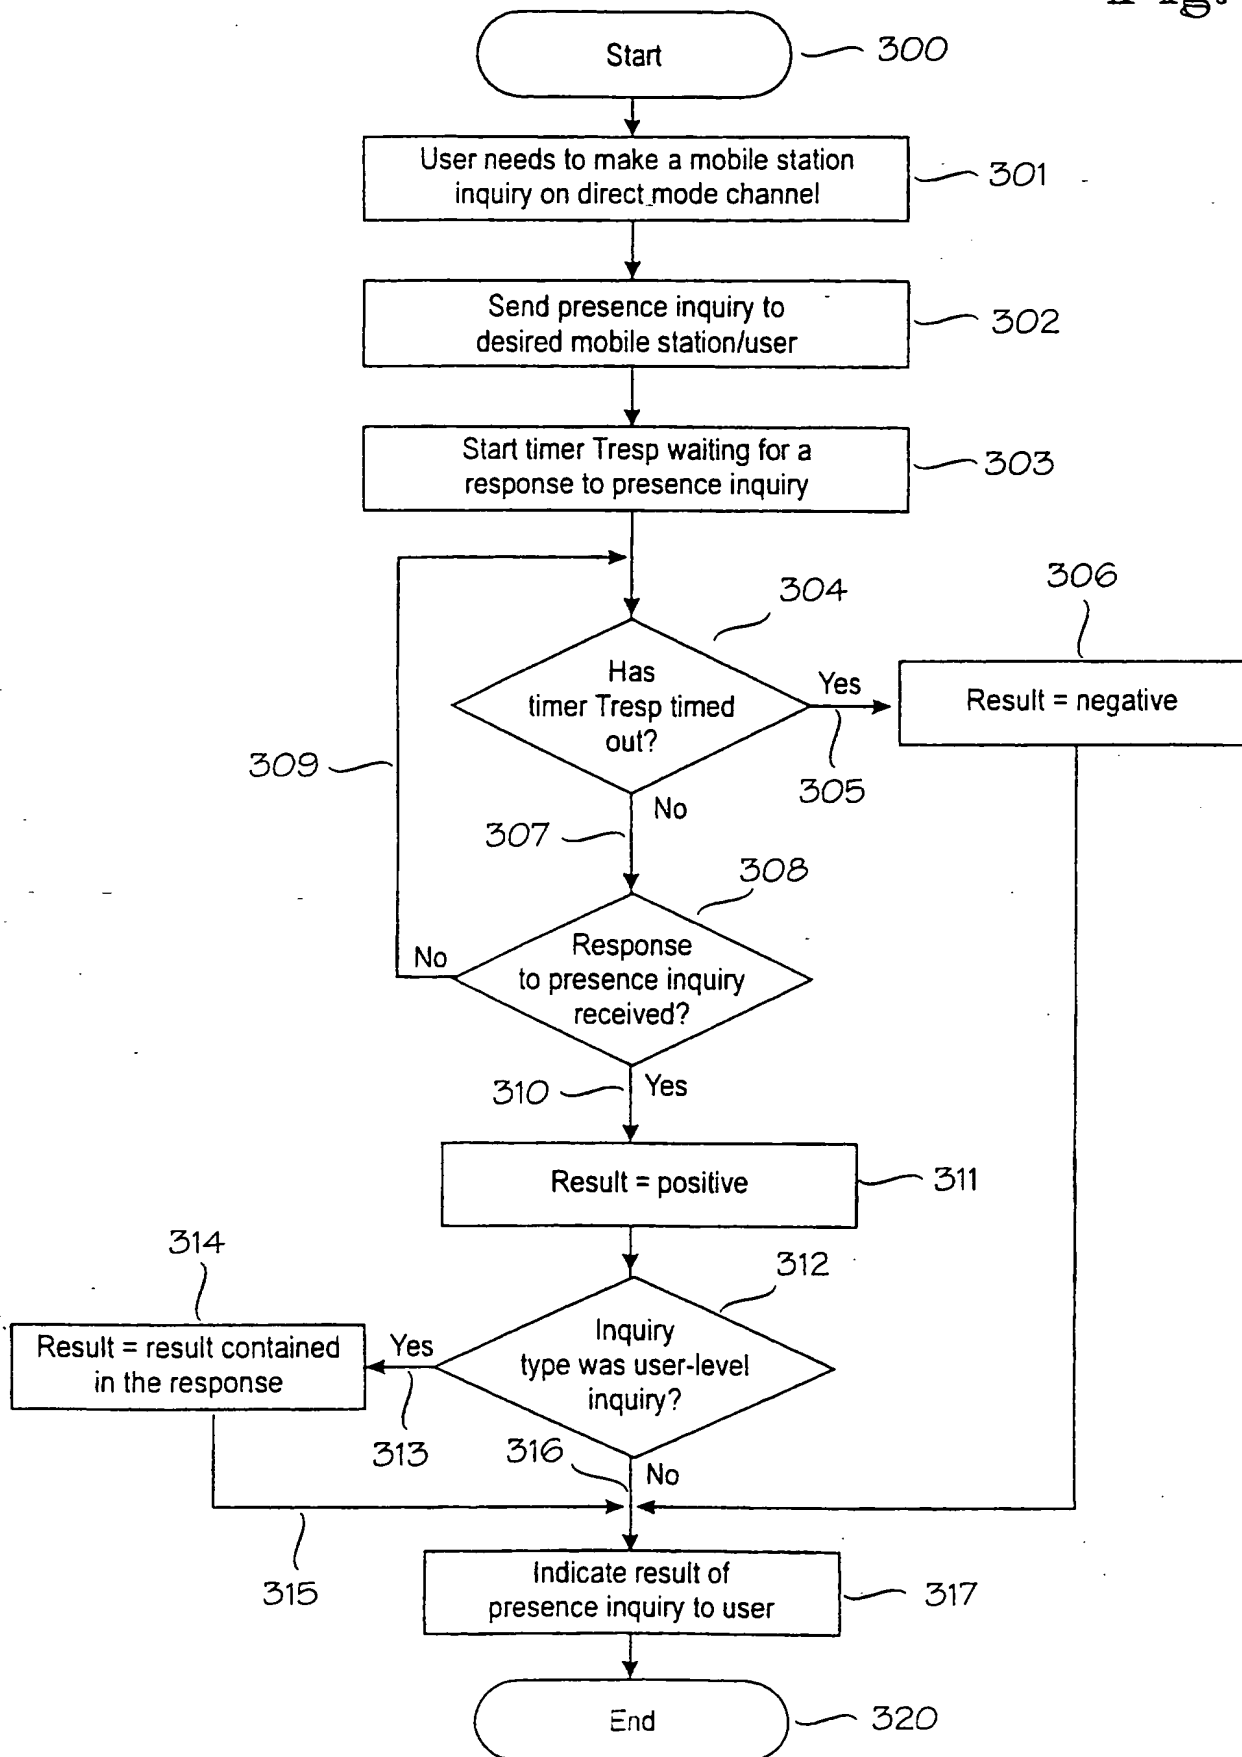 Fig.
Start
300
User needs to make a mobile station
inquiry on direct mode channel
301
Send presence inquiry to
desired mobile station/user
302
Start timer Tresp waiting for a
response to presence inquiry
303
304
306
Has
timer Tresp timed
out?
Yes
305
Result = negative
309
No
307
308
Response
to presence inquiry
received?
No
310
Yes
Result = positive
311
314
312
Result = result contained
in the response
Yes
313
Inquiry
type was user-level
inquiry?
316
No
315
Indicate result of
presence inquiry to user
317
End
320